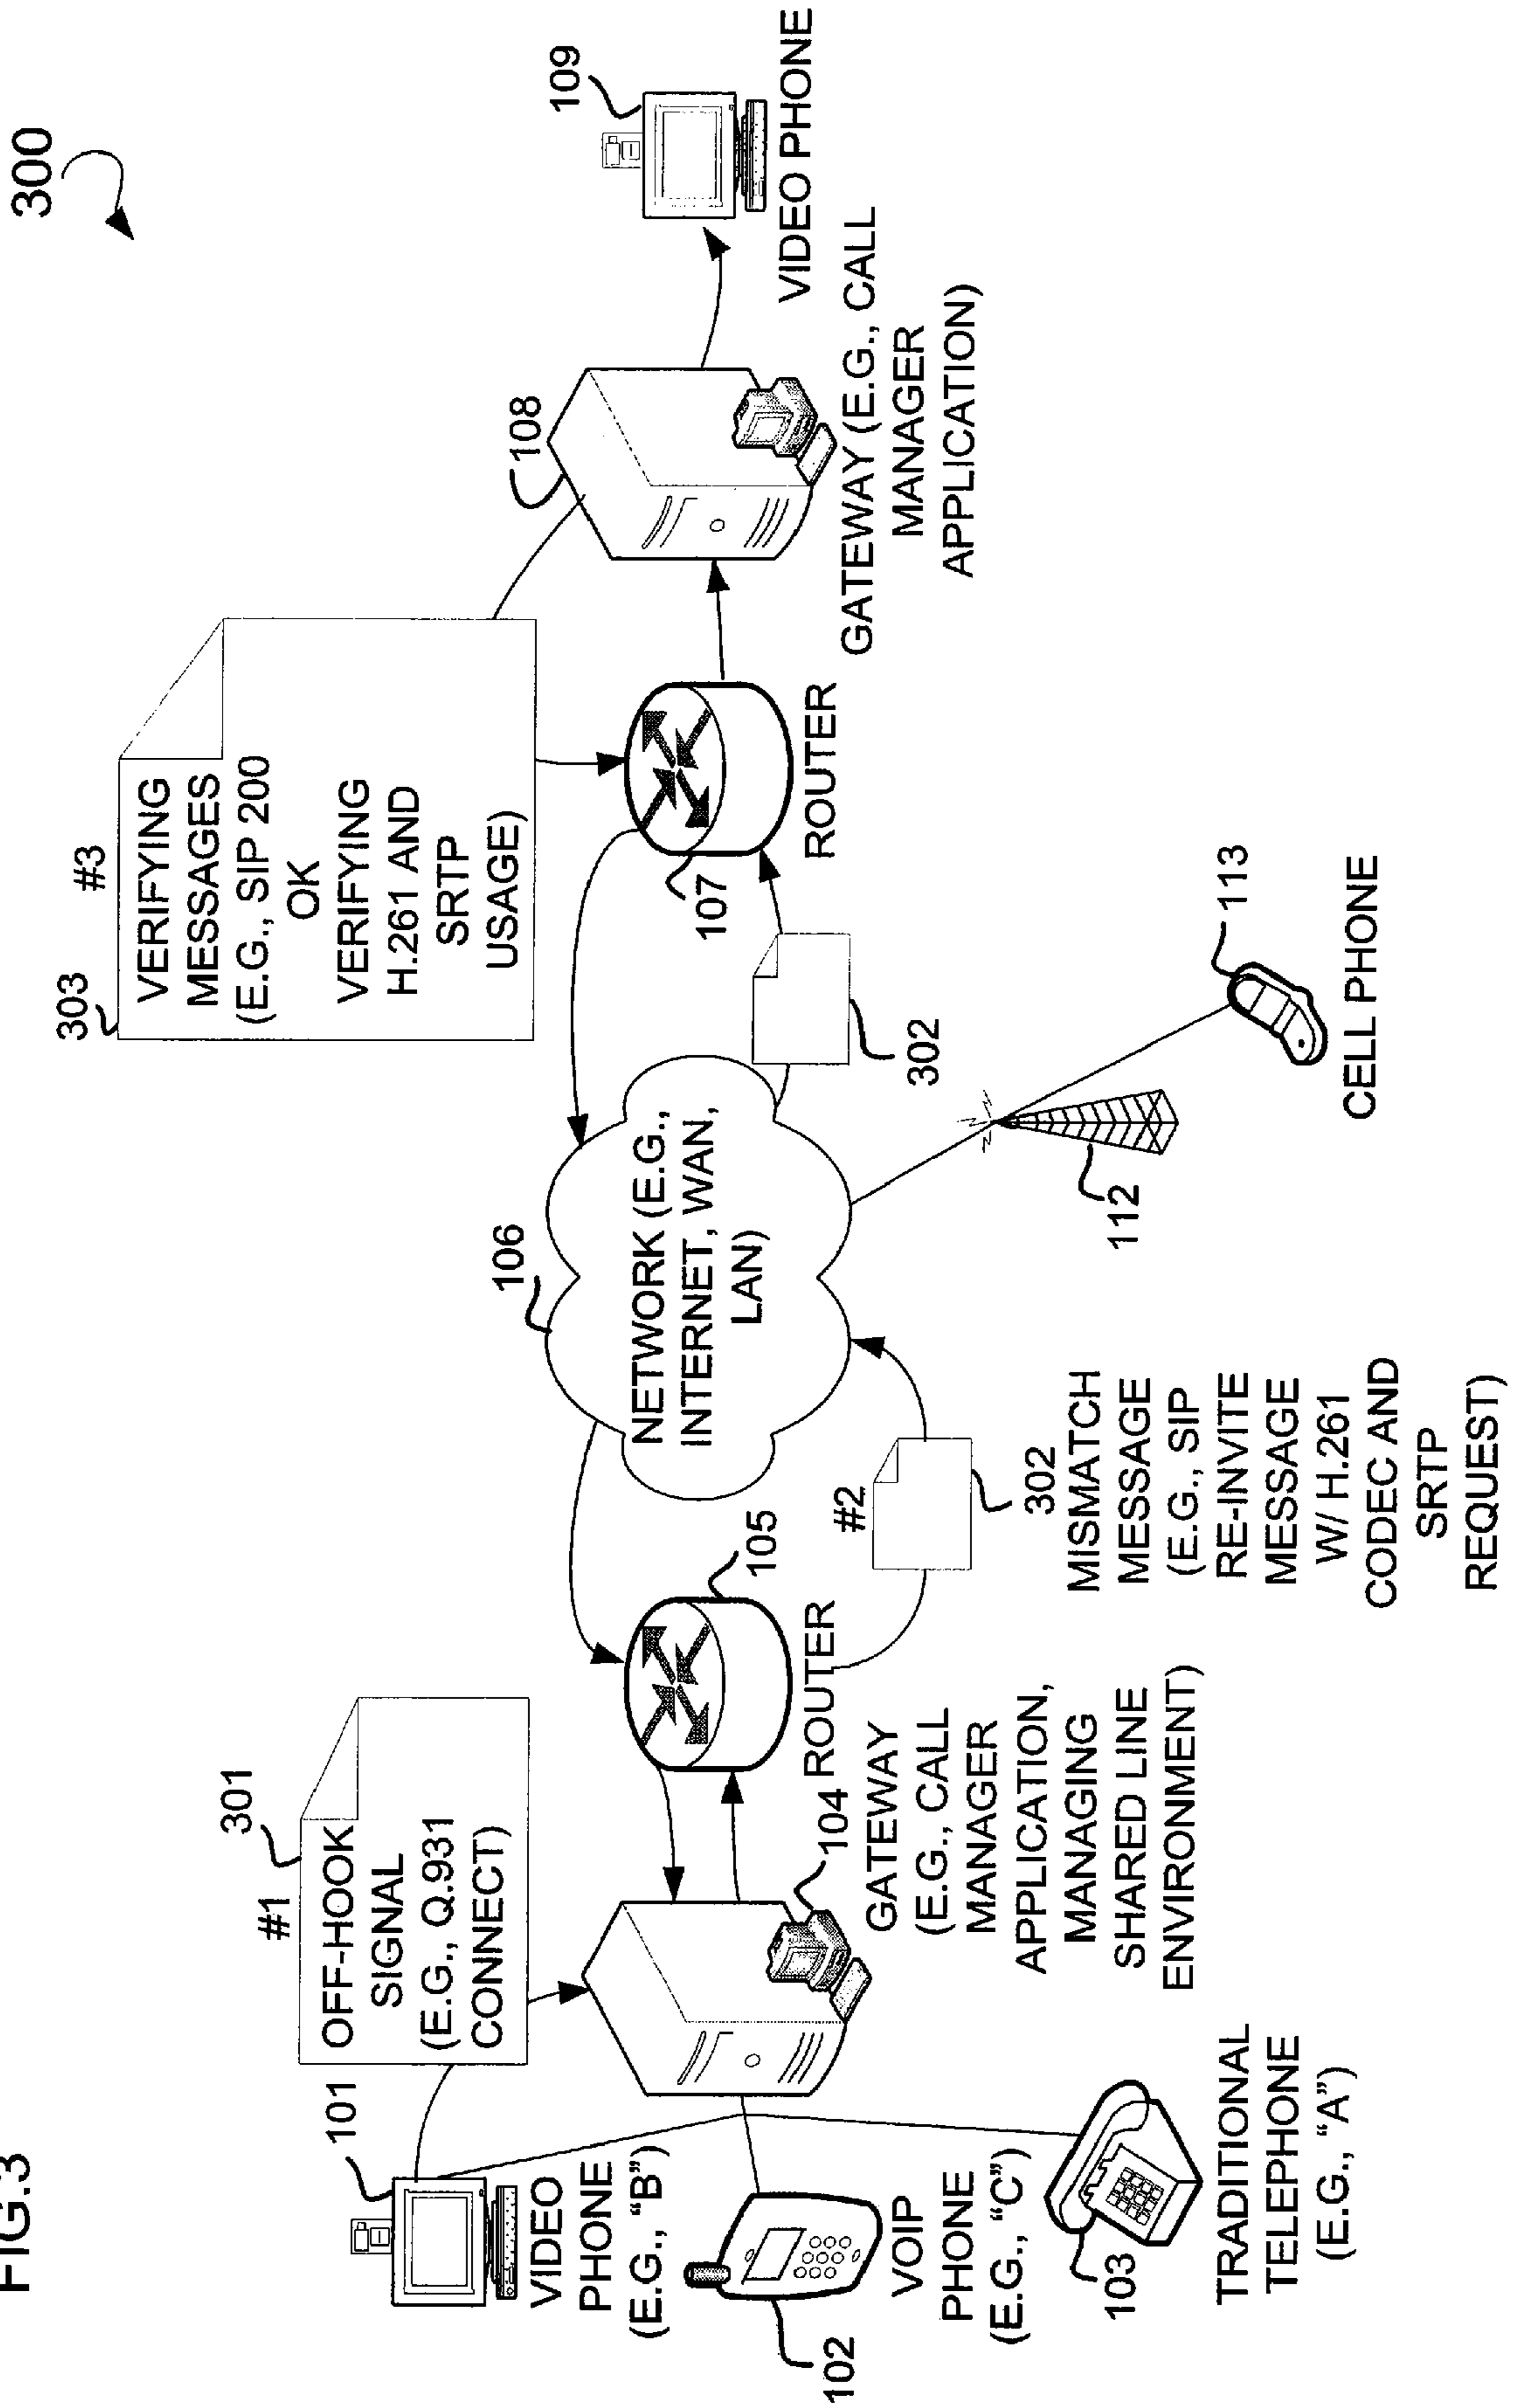 FIG.3
300
#1
301
OFF-HOOK
SIGNAL
(E.G., Q.931
CONNECT)
#3
303
VERIFYING
MESSAGES
(E.G., SIP 200
OK
VERIFYING
H.261 AND
SRTP
USAGE)
101
VIDEO
PHONE
(E.G., "B")
102
VOIP
PHONE
(E.G., "C")
103
TRADITIONAL
TELEPHONE
(E.G., "A")
104
GATEWAY
(E.G., CALL
MANAGER
APPLICATION,
MANAGING
SHARED LINE
ENVIRONMENT)
105
ROUTER
#2
302
MISMATCH
MESSAGE
(E.G., SIP
RE-INVITE
MESSAGE
W/ H.261
CODEC AND
SRTP
REQUEST)
106
NETWORK (E.G.,
INTERNET, WAN,
LAN)
302
112
113
CELL PHONE
107
ROUTER
108
GATEWAY (E.G., CALL
MANAGER
APPLICATION)
109
VIDEO PHONE